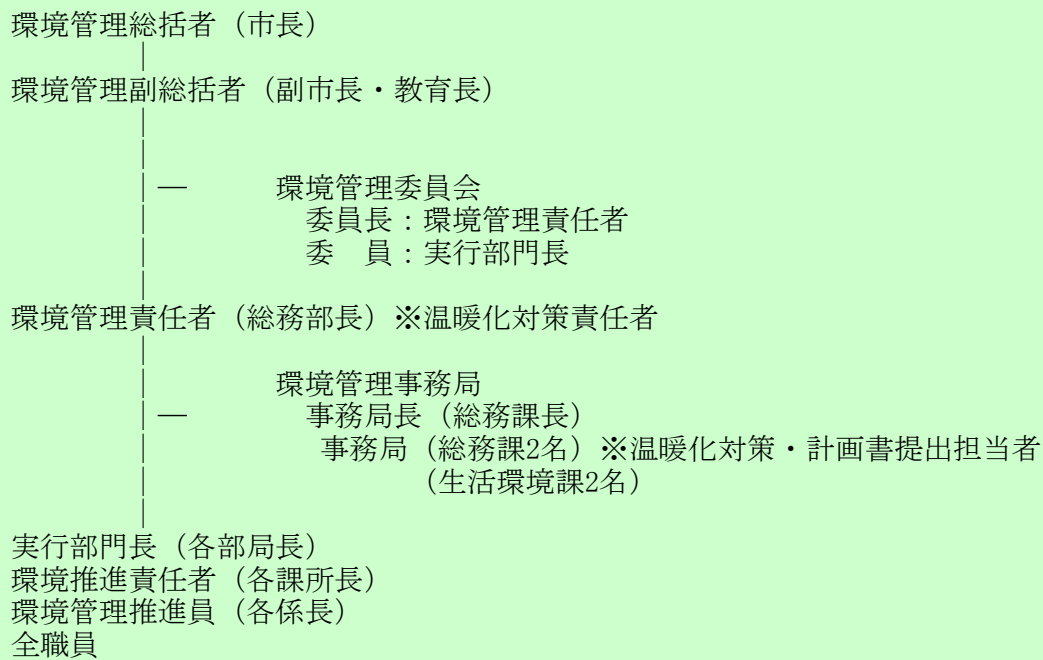 環境管理総括者（市長）
環境管理副総括者（副市長・教育長）
環境管理委員会
委員長：環境管理責任者
委　員：実行部門長
環境管理責任者（総務部長）※温暖化対策責任者
環境管理事務局
事務局長（総務課長）
事務局（総務課2名）※温暖化対策・計画書提出担当者
（生活環境課2名）
実行部門長（各部局長）
環境推進責任者（各課所長）
環境管理推進員（各係長）
全職員